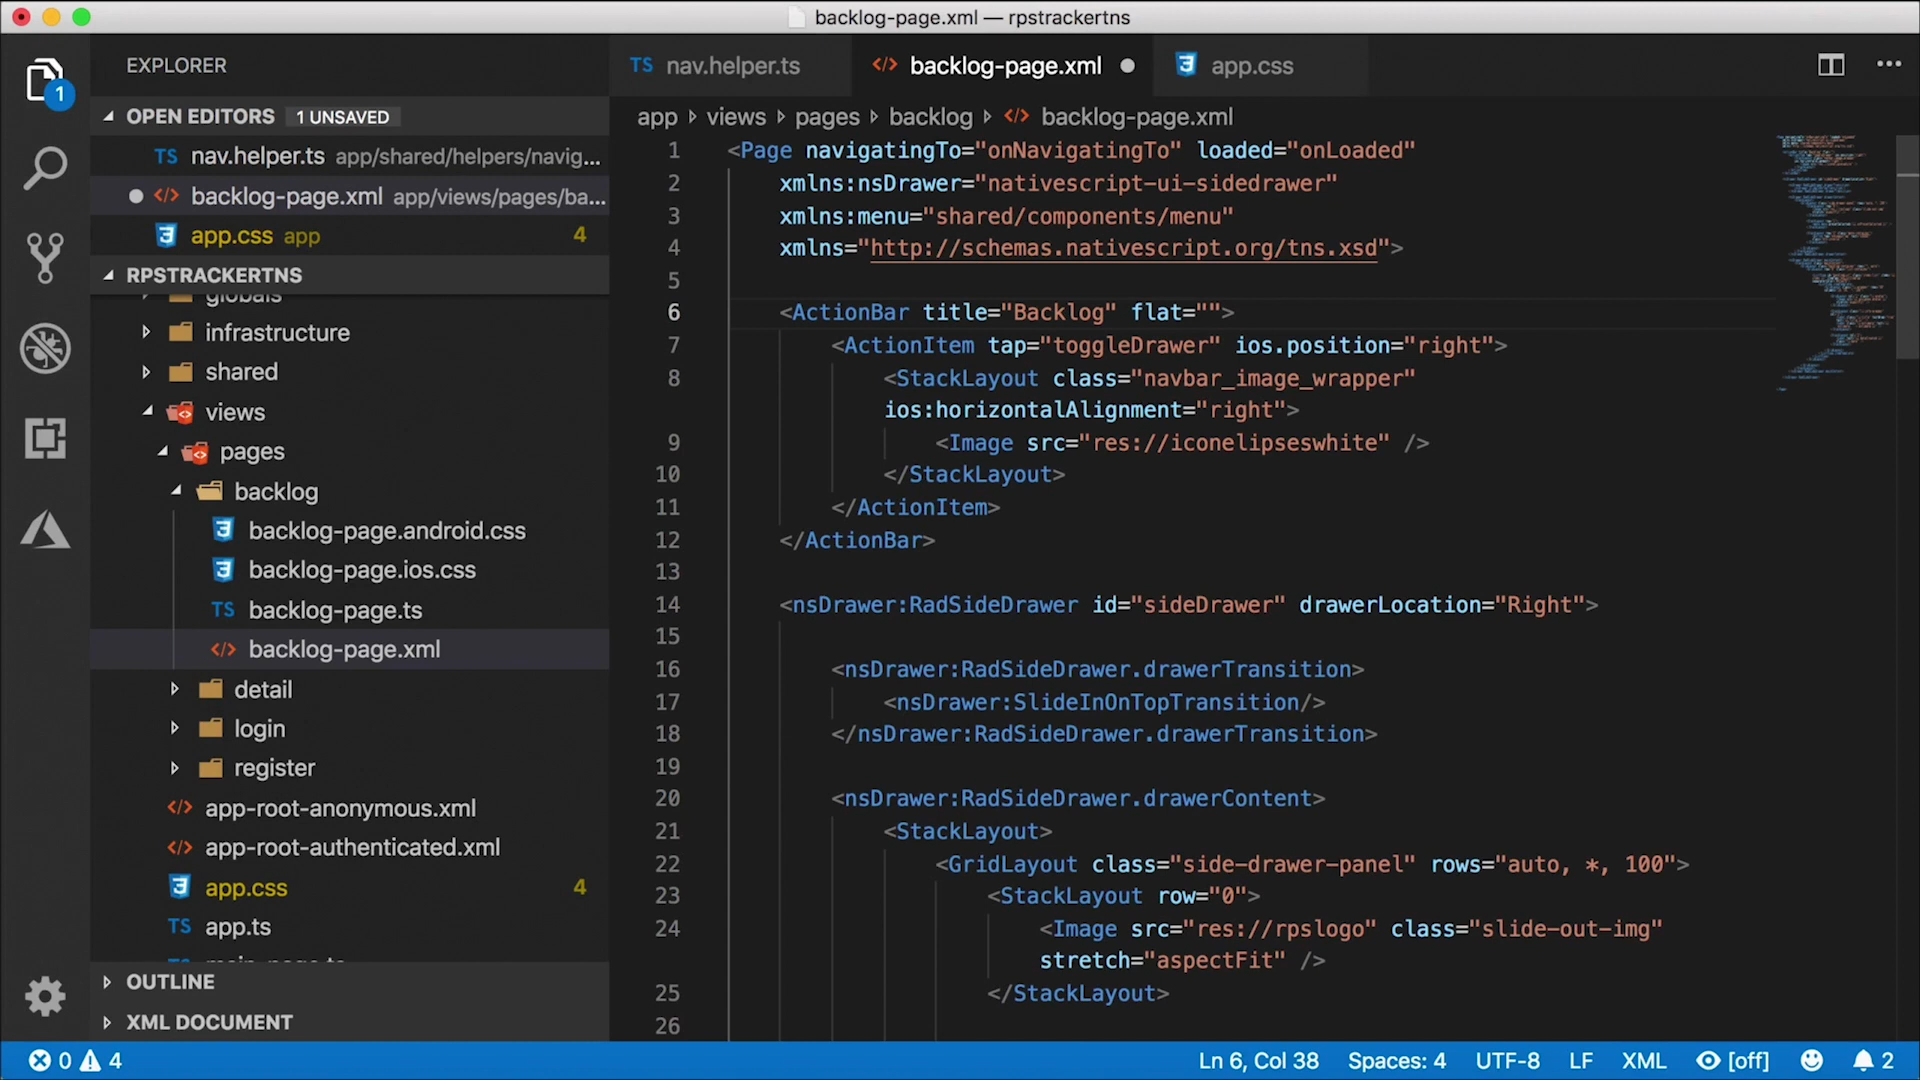 backlog-page.xml — rpstrackertns
EXPLORER
1
OPEN EDITORS 1 UNSAVED
TS nav.helper.ts app/shared/helpers/navig...
backlog-page.xml app/views/pages/ba...
app.css app 4
RPSTRACKERTNS
globals
infrastructure
shared
views
pages
backlog
backlog-page.android.css
backlog-page.ios.css
TS backlog-page.ts
backlog-page.xml
detail
login
register
app-root-anonymous.xml
app-root-authenticated.xml
app.css 4
TS app.ts
OUTLINE
XML DOCUMENT
TS nav.helper.ts
backlog-page.xml
app.css
app views pages backlog backlog-page.xml
1 <Page navigatingTo="onNavigatingTo" loaded="onLoaded"
2 xmlns:nsDrawer="nativescript-ui-sidedrawer"
3 xmlns:menu="shared/components/menu"
4 xmlns="http://schemas.nativescript.org/tns.xsd">
5
6 <ActionBar title="Backlog" flat="">
7 <ActionItem tap="toggleDrawer" ios.position="right">
8 <StackLayout class="navbar_image_wrapper"
ios:horizontalAlignment="right">
9 <Image src="res://iconelipseswhite" />
10 </StackLayout>
11 </ActionItem>
12 </ActionBar>
13
14 <nsDrawer:RadSideDrawer id="sideDrawer" drawerLocation="Right">
15
16 <nsDrawer:RadSideDrawer.drawerTransition>
17 <nsDrawer:SlideInOnTopTransition/>
18 </nsDrawer:RadSideDrawer.drawerTransition>
19
20 <nsDrawer:RadSideDrawer.drawerContent>
21 <StackLayout>
22 <GridLayout class="side-drawer-panel" rows="auto, *, 100">
23 <StackLayout row="0">
24 <Image src="res://rpslogo" class="slide-out-img"
stretch="aspectFit" />
25 </StackLayout>
26
0 4
Ln 6, Col 38 Spaces: 4 UTF-8 LF XML [off] 2